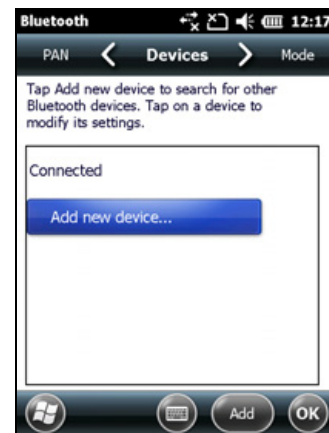 Bluetooth 12:17
PAN Devices Mode
Tap Add new device to search for other
Bluetooth devices. Tap on a device to
modify its settings.
Connected
Add new device...
Add OK